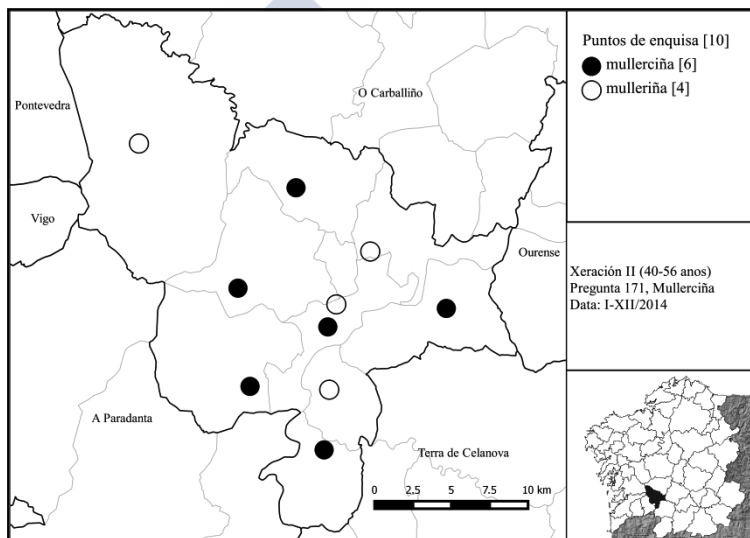 Pontevedra
O Carballiño
Vigo
Ourense
A Paradanta
Terra de Celanova
0 2,5 5 7,5 10 km
Puntos de enquisa [10]
mullerciña [6]
mulleriña [4]
Xeración II (40-56 anos)
Pregunta 171, Mullerciña
Data: I-XII/2014